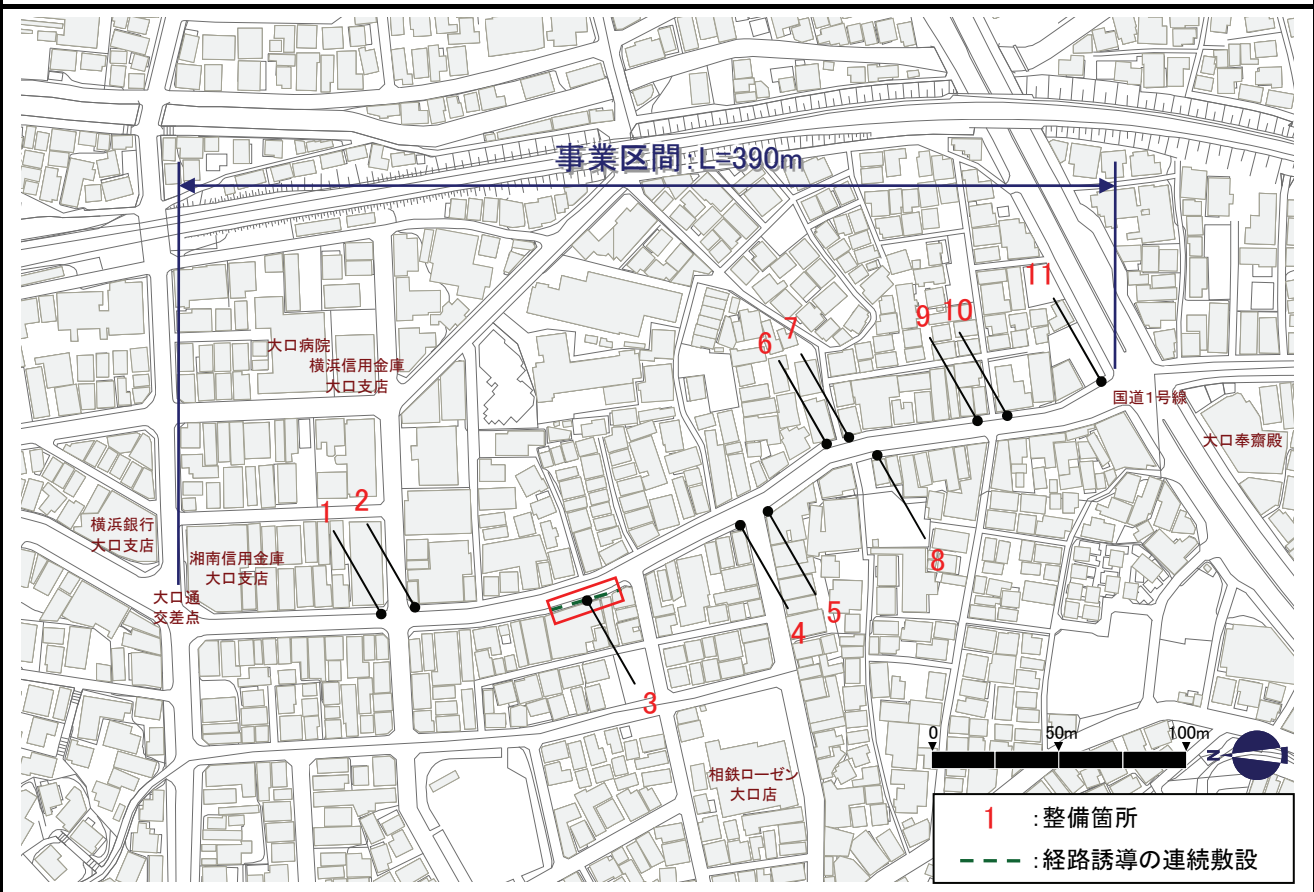 事業区間:L=390m
11
7
9
10
6
大口病院
横浜信用金庫
大口支店
国道1号線
大口奉齋殿
1
2
横浜銀行
大口支店
湘南信用金庫
大口支店
大口通
交差点
8
4
5
3
0
50m
100m
N
相鉄ローゼン
大口店
1 :整備箇所
:経路誘導の連続敷設